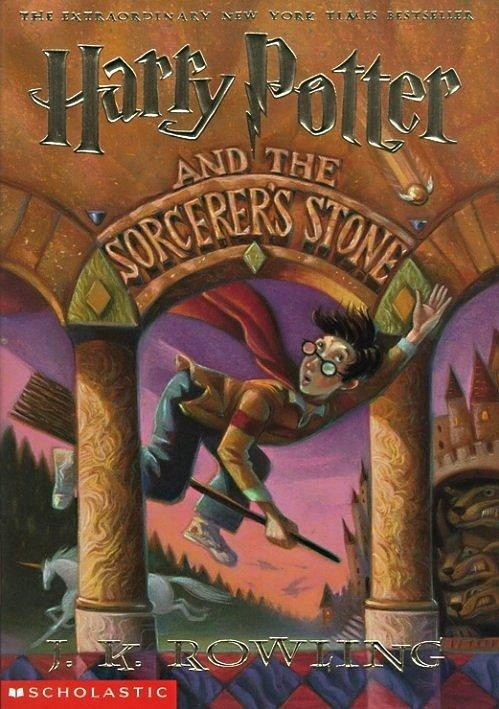 THE EXTRAORDINARY NEW YORK TIMES BESTSELLER
Harry Potter
AND THE
SORCERER'S STONE
J. K. ROWLING
SCHOLASTIC